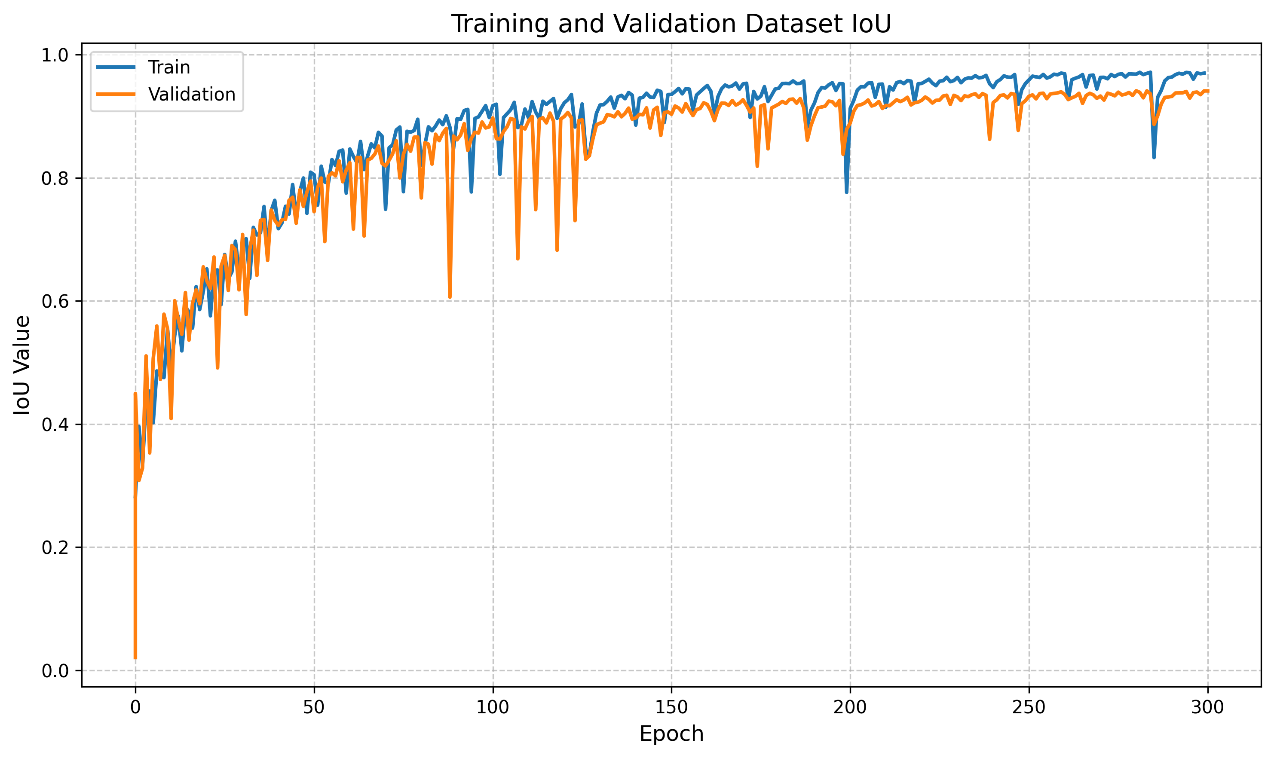 Training and Validation Dataset IoU
Train
Validation
IoU Value
1.0
0.8
0.6
0.4
0.2
0.0
0 50 100 150 200 250 300
Epoch